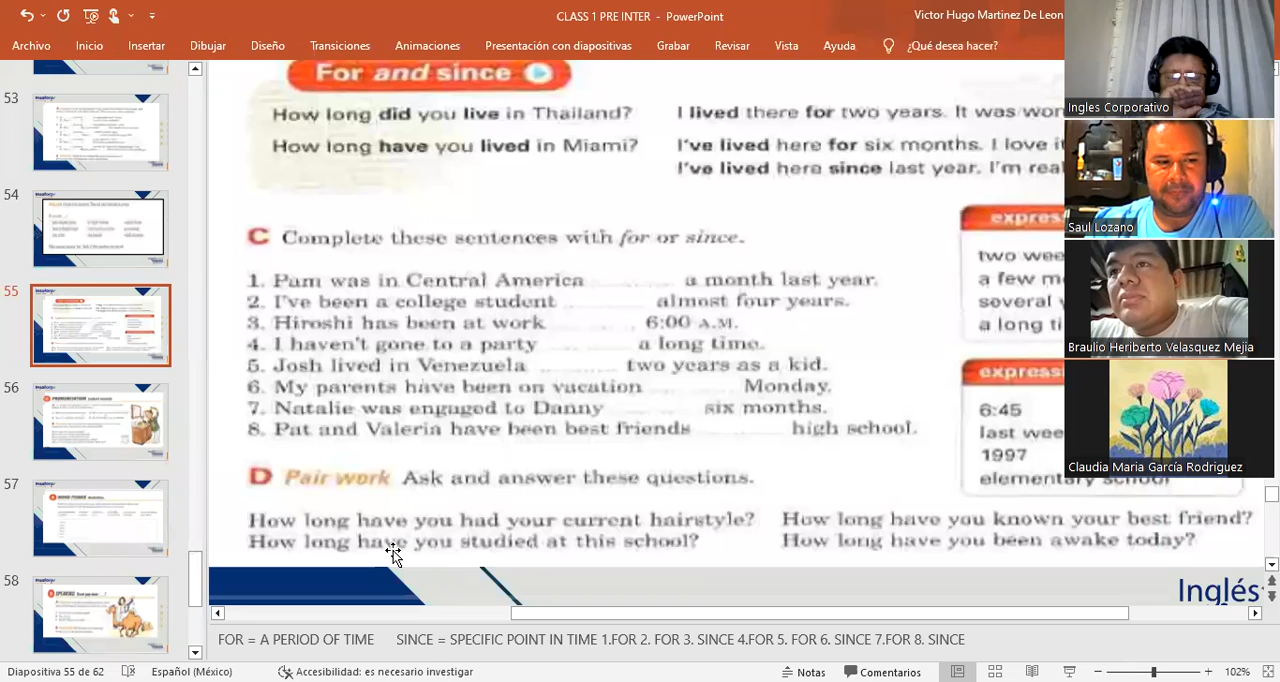 CLASS 1 PRE INTER - PowerPoint
Victor Hugo Martinez De Leon
Archivo Inicio Insertar Dibujar Diseño Transiciones Animaciones Presentación con diapositivas Grabar Revisar Vista Ayuda ¿Qué desea hacer?
53
54
55
56
57
58
For and since
How long did you live in Thailand? I lived there for two years. It was won
How long have you lived in Miami? I've lived here for six months. I love it
I've lived here since last year. I'm real
C Complete these sentences with for or since.
1. Pam was in Central America ........... a month last year.
2. I've been a college student ........... almost four years.
3. Hiroshi has been at work ........... 6:00 A.M.
4. I haven't gone to a party ........... a long time.
5. Josh lived in Venezuela ........... two years as a kid.
6. My parents have been on vacation ........... Monday.
7. Natalie was engaged to Danny ........... six months.
8. Pat and Valeria have been best friends ........... high school.
express
two wee
a few m
several y
a long ti
express
6:45
last wee
1997
elementary school
D Pair work Ask and answer these questions.
How long have you had your current hairstyle? How long have you known your best friend?
How long have you studied at this school? How long have you been awake today?
Inglés
FOR = A PERIOD OF TIME SINCE = SPECIFIC POINT IN TIME 1.FOR 2. FOR 3. SINCE 4.FOR 5. FOR 6. SINCE 7.FOR 8. SINCE
Diapositiva 55 de 62 Español (México) Accesibilidad: es necesario investigar Notas Comentarios 102%
Ingles Corporativo
Saul Lozano
Braulio Heriberto Velasquez Mejia
Claudia Maria García Rodriguez